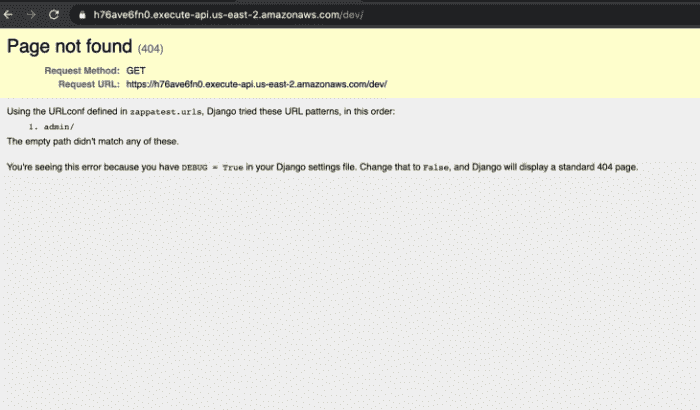 h76ave6fn0.execute-api.us-east-2.amazonaws.com/dev/
Page not found (404)
Request Method: GET
Request URL: https://h76ave6fn0.execute-api.us-east-2.amazonaws.com/dev/
Using the URLconf defined in zappatest.urls, Django tried these URL patterns, in this order:
1. admin/
The empty path didn't match any of these.
You're seeing this error because you have DEBUG = True in your Django settings file. Change that to False, and Django will display a standard 404 page.